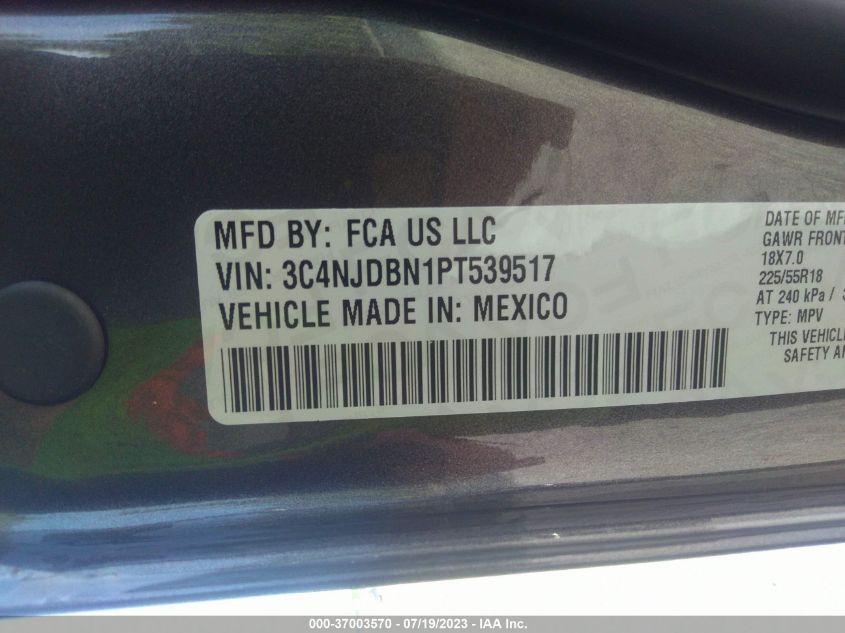 MFD BY: FCA US LLC
VIN: 3C4NJDBN1PT539517
VEHICLE MADE IN: MEXICO
DATE OF
GAWR FRONT
18X7.0
225/55R18
AT 240 kPa /
TYPE: MPV
THIS
SAFETY
000-37003570 - 07/19/2023 - IAA Inc.